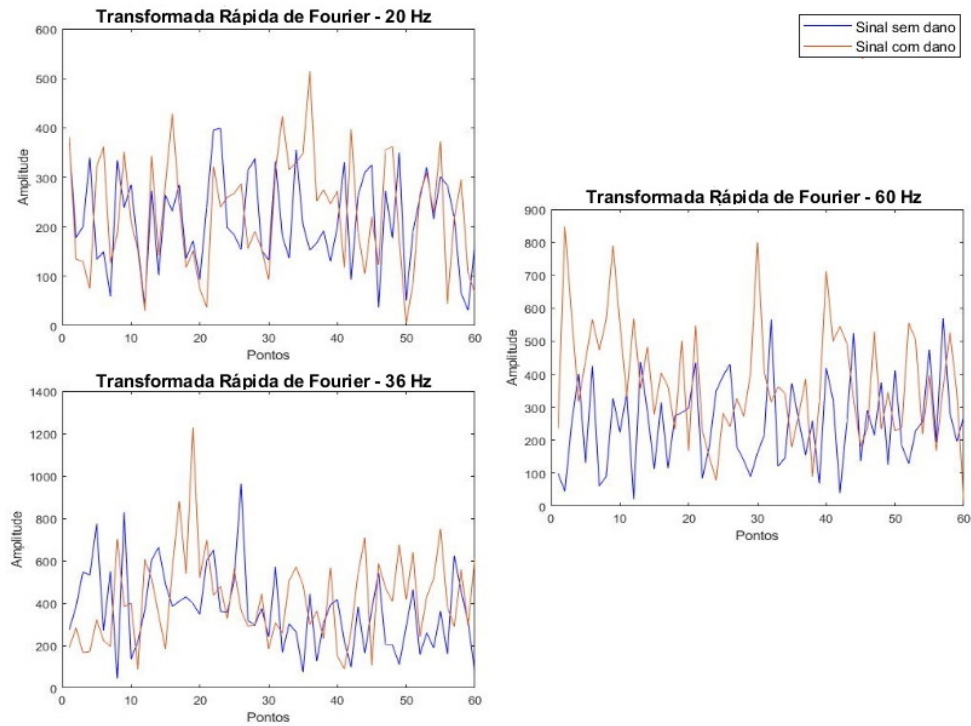 Transformada Rápida de Fourier - 20 Hz
600
500
400
300
200
100
0
Amplitude
0 10 20 30 40 50 60
Pontos
Sinal sem dano
Sinal com dano
Transformada Rápida de Fourier - 60 Hz
900
800
700
600
500
400
300
200
100
0
Amplitude
0 10 20 30 40 50 60
Pontos
Transformada Rápida de Fourier - 36 Hz
1400
1200
1000
800
600
400
200
0
Amplitude
0 10 20 30 40 50 60
Pontos